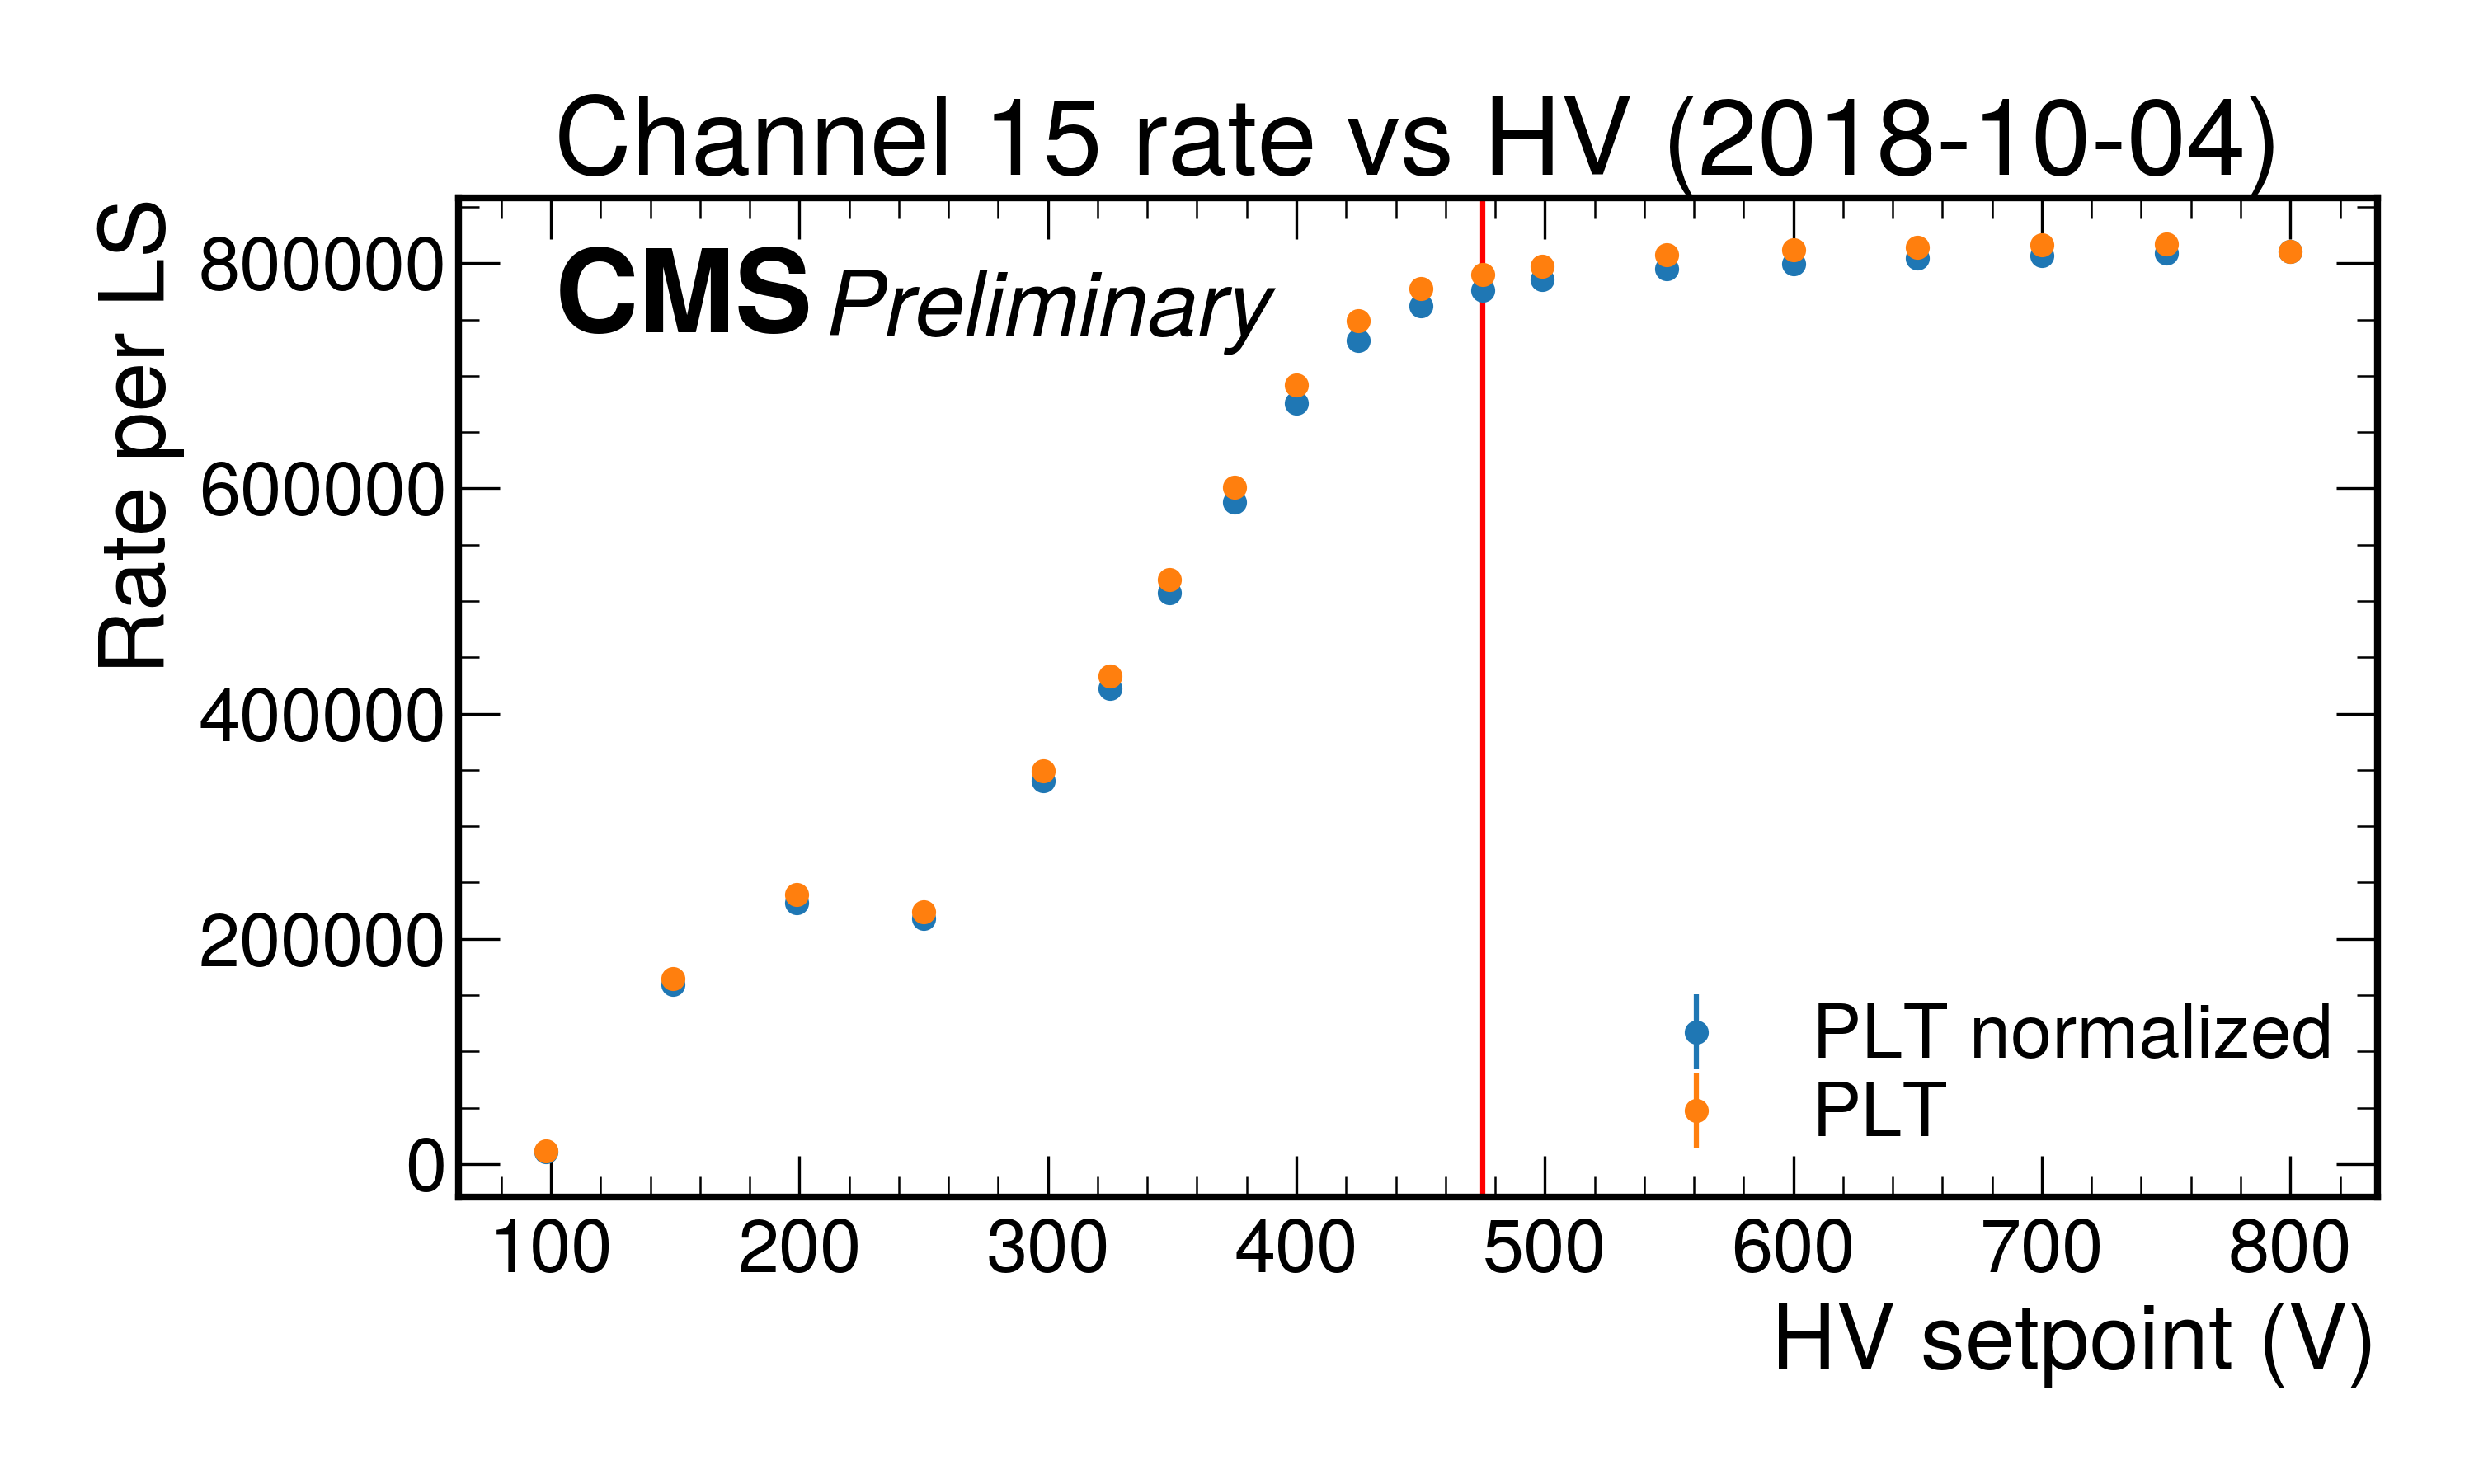 Channel 15 rate vs HV (2018-10-04)
CMS Preliminary
Rate per LS
800000
600000
400000
200000
0
PLT normalized
PLT
100 200 300 400 500 600 700 800
HV setpoint (V)